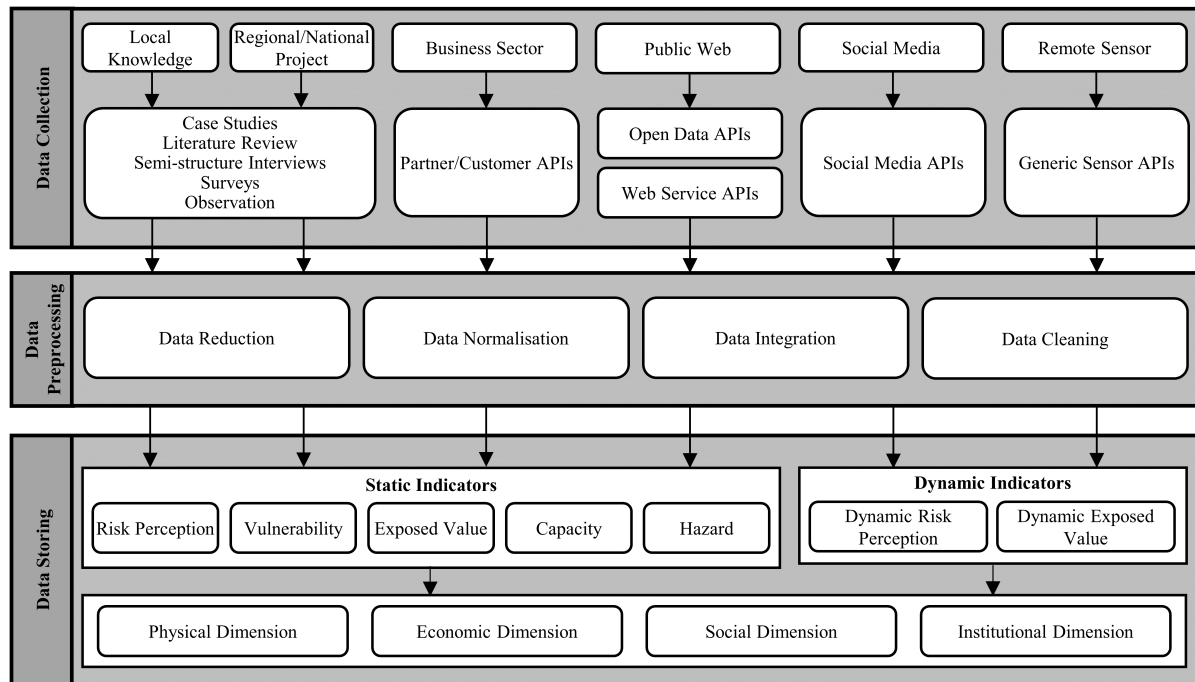 Data Collection
Local
Knowledge
Regional/National
Project
Business Sector
Public Web
Social Media
Remote Sensor
Case Studies
Literature Review
Semi-structure Interviews
Surveys
Observation
Partner/Customer APIs
Open Data APIs
Web Service APIs
Social Media APIs
Generic Sensor APIs
Data
Preprocessing
Data Reduction
Data Normalisation
Data Integration
Data Cleaning
Data Storing
Static Indicators
Risk Perception
Vulnerability
Exposed Value
Capacity
Hazard
Dynamic Indicators
Dynamic Risk
Perception
Dynamic Exposed
Value
Physical Dimension
Economic Dimension
Social Dimension
Institutional Dimension